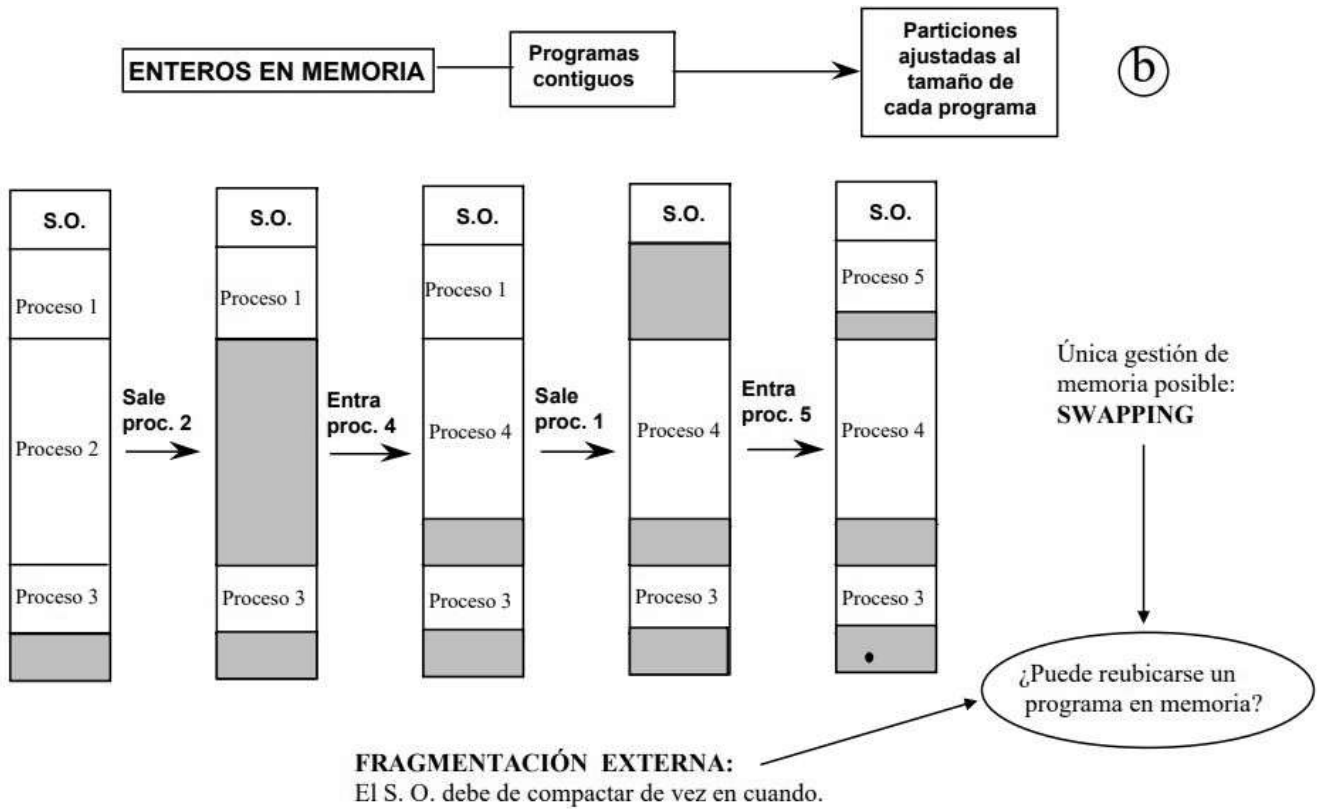 ENTEROS EN MEMORIA
Programas
contiguos
Particiones
ajustadas al
tamaño de
cada programa
b
S.O.
Proceso 1
Proceso 2
Proceso 3
Sale
proc. 2
S.O.
Proceso 1
Proceso 3
Entra
proc. 4
S.O.
Proceso 1
Proceso 4
Proceso 3
Sale
proc. 1
S.O.
Proceso 4
Proceso 3
Entra
proc. 5
S.O.
Proceso 5
Proceso 4
Proceso 3
Única gestión de
memoria posible:
SWAPPING
¿Puede reubicarse un
programa en memoria?
FRAGMENTACIÓN EXTERNA:
El S. O. debe de compactar de vez en cuando.